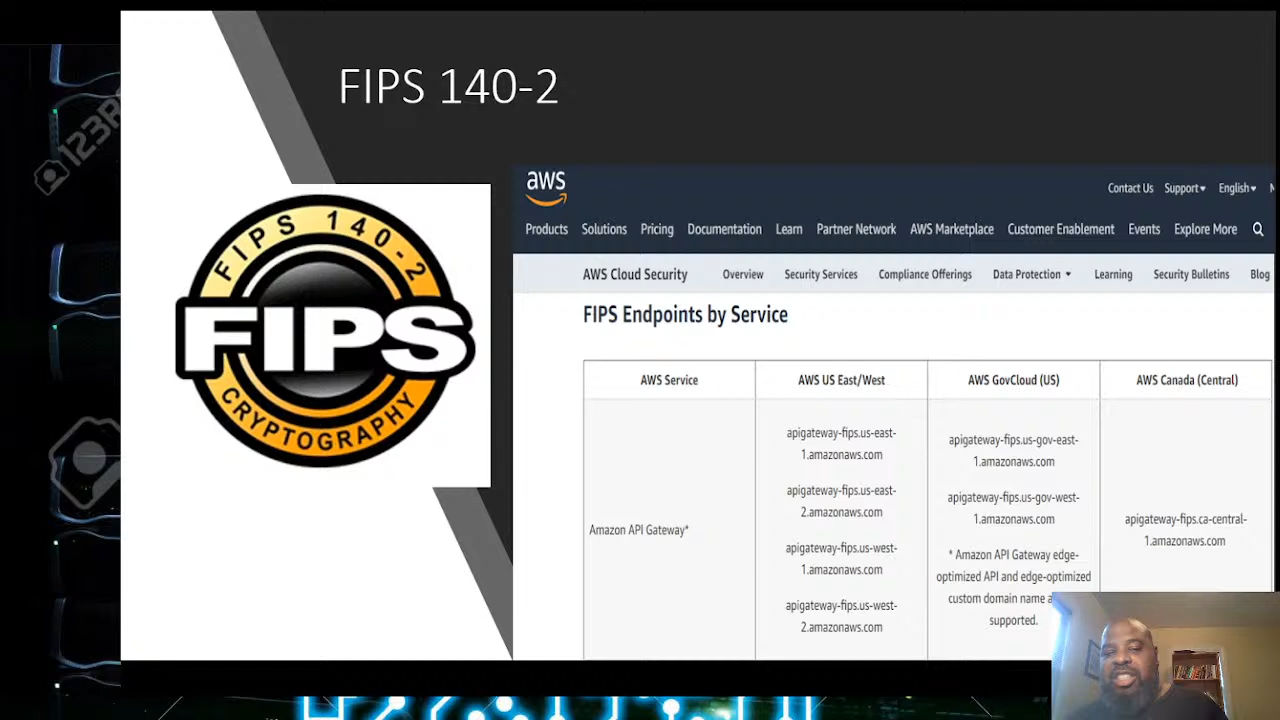 FIPS 140-2
FIPS 140-2
FIPS
CRYPTOGRAPHY
aws
Contact Us Support English
Products Solutions Pricing Documentation Learn Partner Network AWS Marketplace Customer Enablement Events Explore More
AWS Cloud Security Overview Security Services Compliance Offerings Data Protection Learning Security Bulletins Blog
FIPS Endpoints by Service
AWS Service AWS US East/West AWS GovCloud (US) AWS Canada (Central)
Amazon API Gateway*
apigateway-fips.us-east-
1.amazonaws.com
apigateway-fips.us-east-
2.amazonaws.com
apigateway-fips.us-west-
1.amazonaws.com
apigateway-fips.us-west-
2.amazonaws.com
apigateway-fips.us-gov-east-
1.amazonaws.com
apigateway-fips.us-gov-west-
1.amazonaws.com
* Amazon API Gateway edge-
optimized API and edge-optimized
custom domain name
supported.
apigateway-fips.ca-central-
1.amazonaws.com